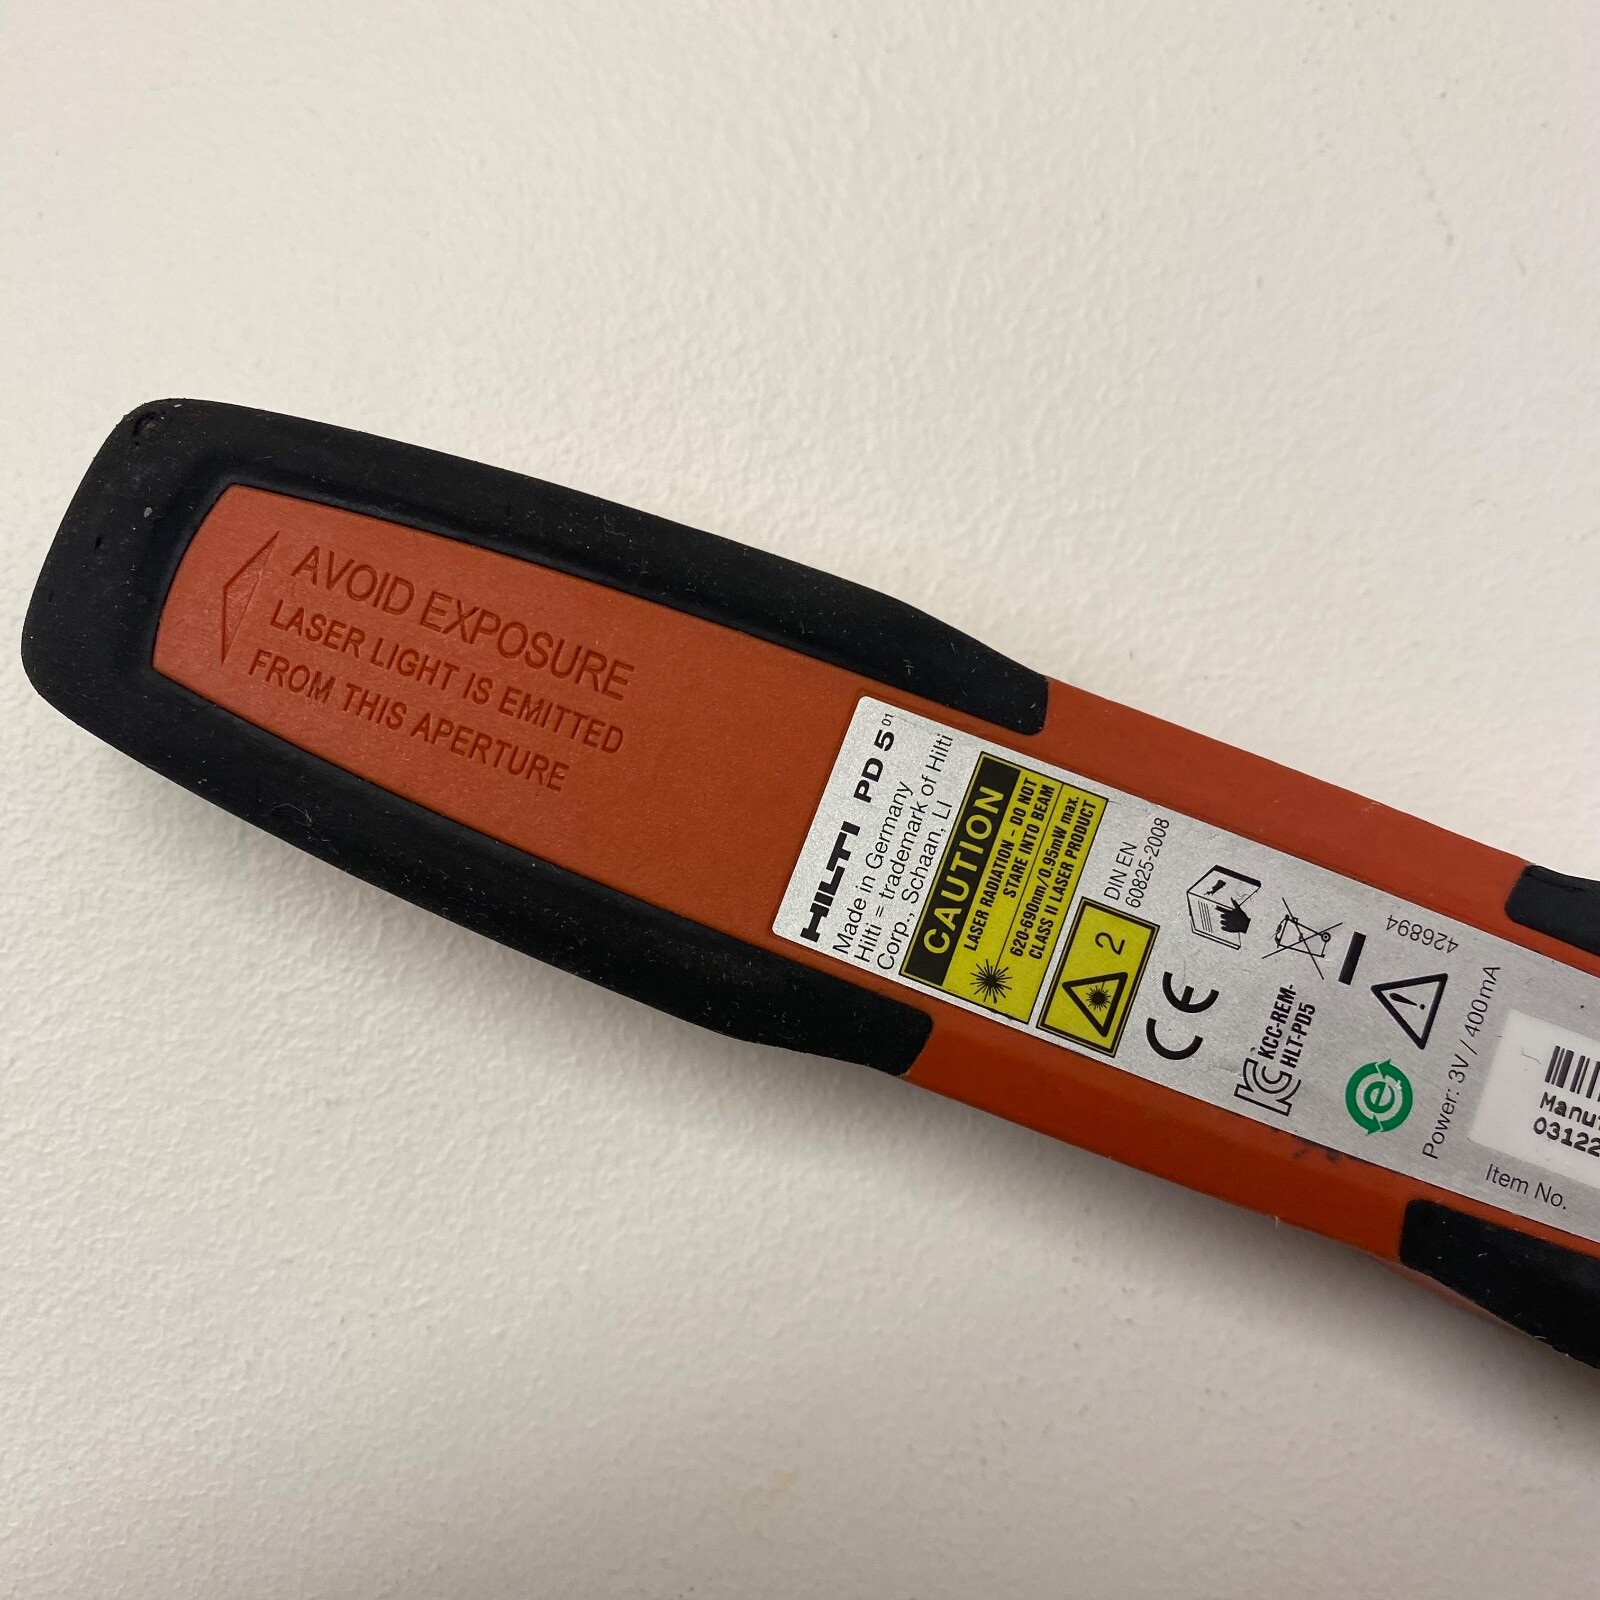 AVOID EXPOSURE
LASER LIGHT IS EMITTED
FROM THIS APERTURE
HILTI PD 5 01
Made in Germany
Hilti = trademark of Hilti
Corp., Schaan, LI
CAUTION
LASER RADIATION - DO NOT
STARE INTO BEAM
620-690nm/0.95mW max.
CLASS II LASER PRODUCT
2
DIN EN
60825-2008
CE
KCC-REM-
HLT-PD5
426894
e
Power: 3V / 400mA
03122
Item No.